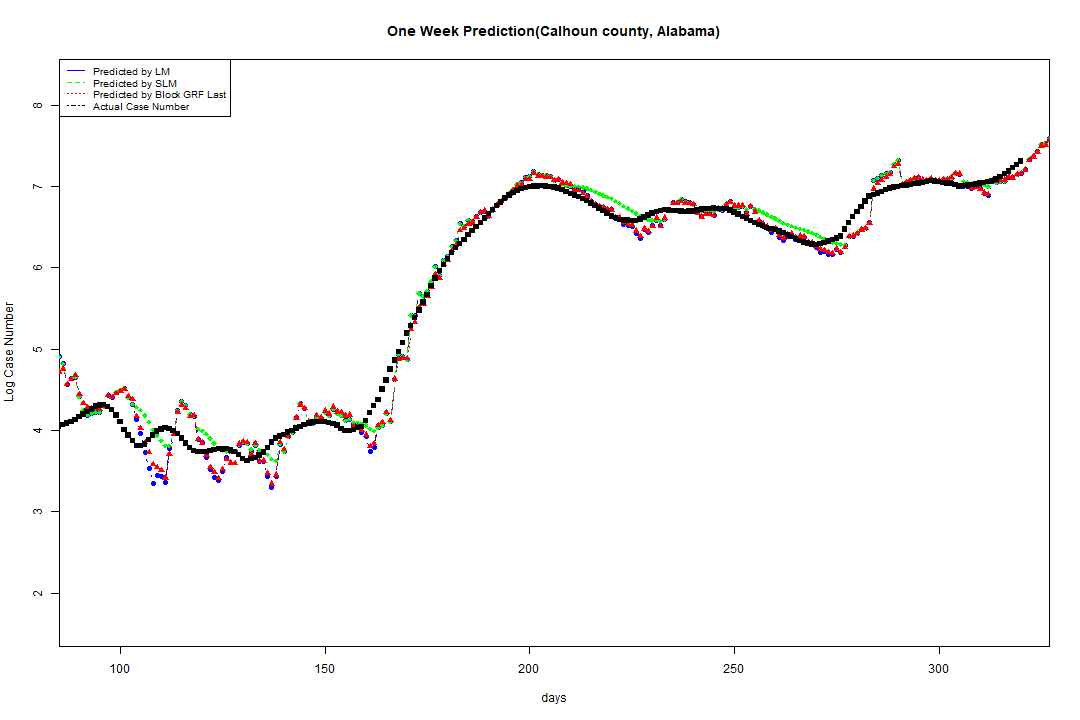 One Week Prediction(Calhoun county, Alabama)
Predicted by LM
Predicted by SLM
Predicted by Block GRF Last
Actual Case Number
8
7
6
5
4
3
2
Log Case Number
100 150 200 250 300
days